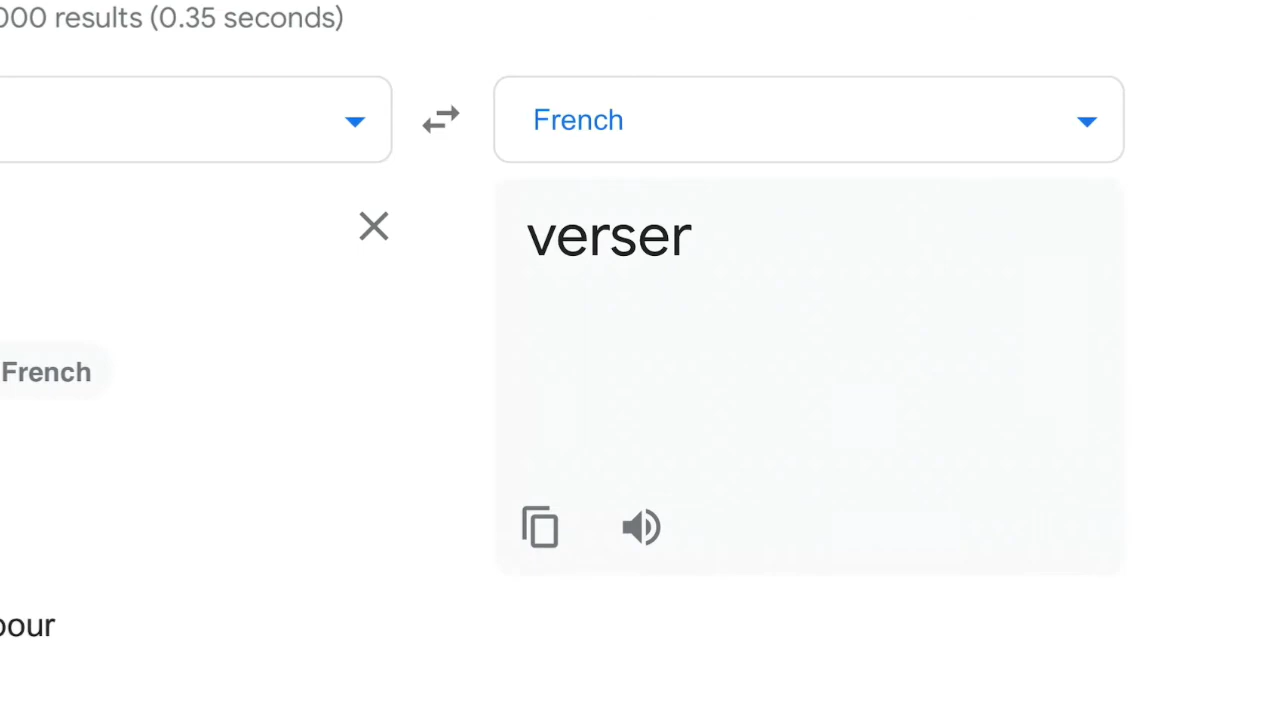 000 results (0.35 seconds)
French
verser
French
pour